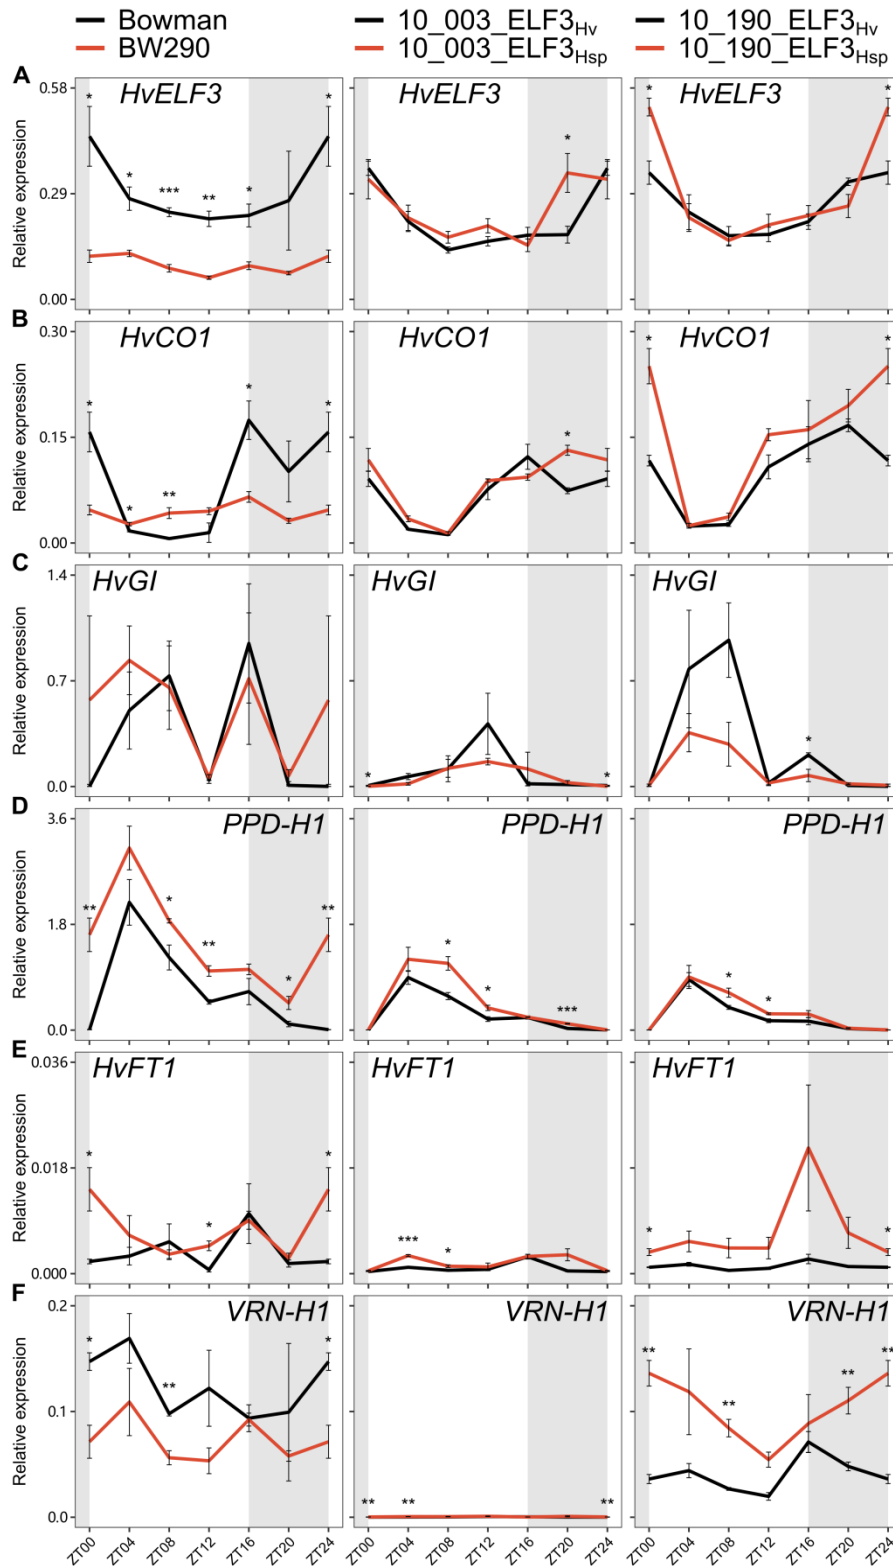 Bowman
BW290
10_003_ELF3Hv
10_003_ELF3Hsp
10_190_ELF3Hv
10_190_ELF3Hsp
A
HvELF3
HvELF3
HvELF3
Relative expression
0.58
0.29
0.00
* * *** ** * *
*
* *
B
HvCO1
HvCO1
HvCO1
Relative expression
0.30
0.15
0.00
* * ** * *
*
* *
C
HvGI
HvGI
HvGI
Relative expression
1.4
0.7
0.0
* *
*
D
PPD-H1
PPD-H1
PPD-H1
Relative expression
3.6
1.8
0.0
** * ** * **
* * ***
* *
E
HvFT1
HvFT1
HvFT1
Relative expression
0.036
0.018
0.000
* * *
*** *
* *
F
VRN-H1
VRN-H1
VRN-H1
Relative expression
0.2
0.1
0.0
* ** *
** ** **
** ** ** **
ZT00 ZT04 ZT08 ZT12 ZT16 ZT20 ZT24
ZT00 ZT04 ZT08 ZT12 ZT16 ZT20 ZT24
ZT00 ZT04 ZT08 ZT12 ZT16 ZT20 ZT24